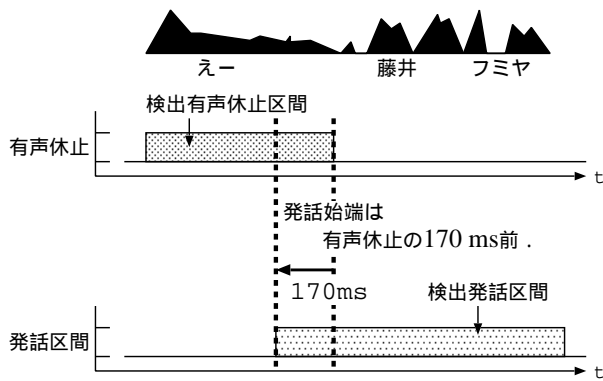 えー 藤井 フミヤ
検出有声休止区間
有声休止
t
発話始端は
有声休止の170 ms前．
170ms
検出発話区間
発話区間
t